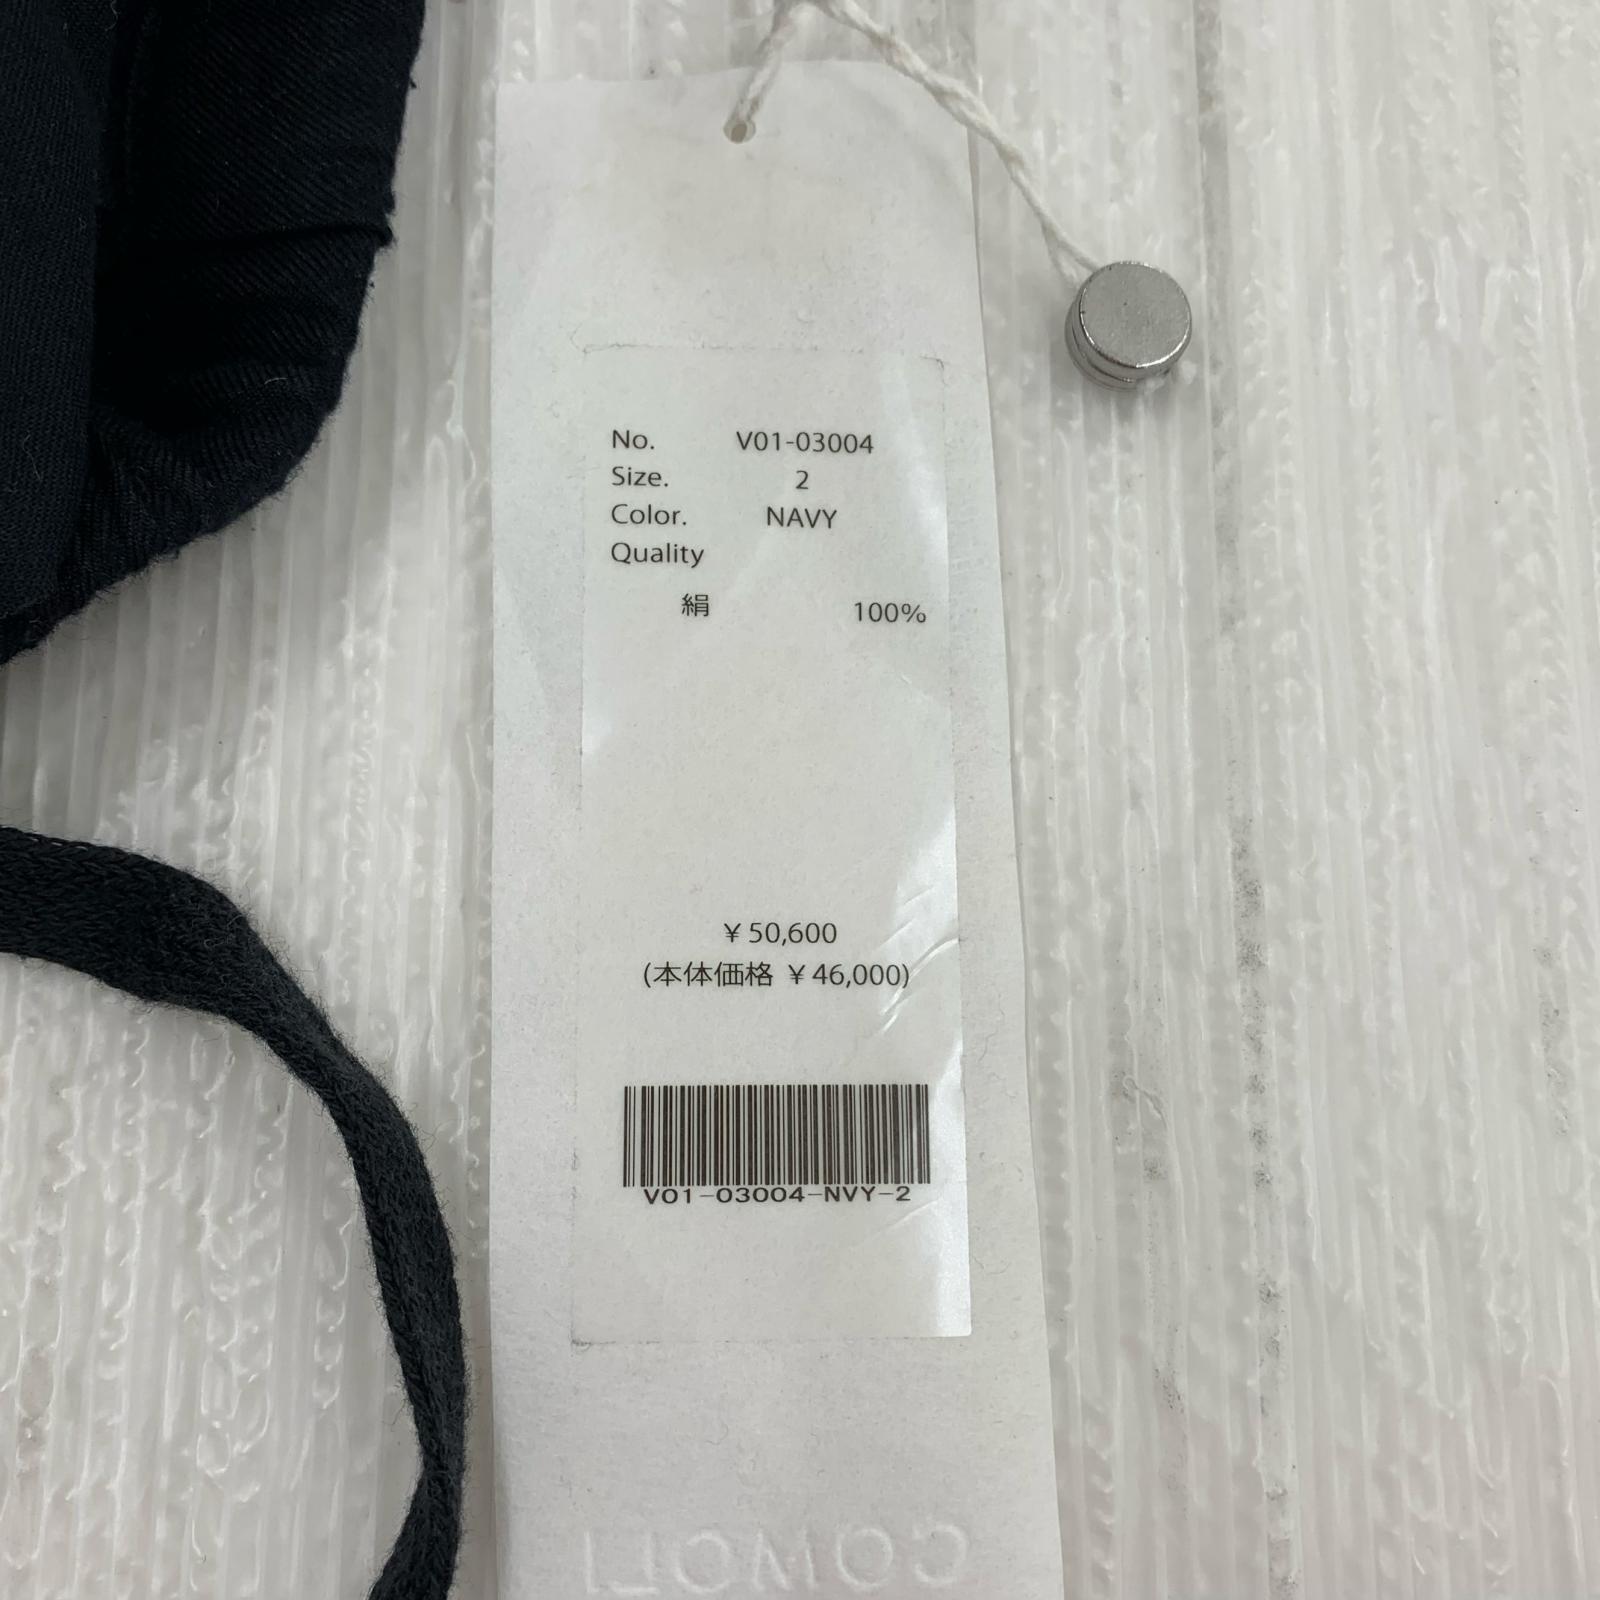 No. V01-03004
Size. 2
Color. NAVY
Quality
絹 100%
¥50,600
(本体価格 ¥46,000)
V01-03004-NVY-2
COMOLI